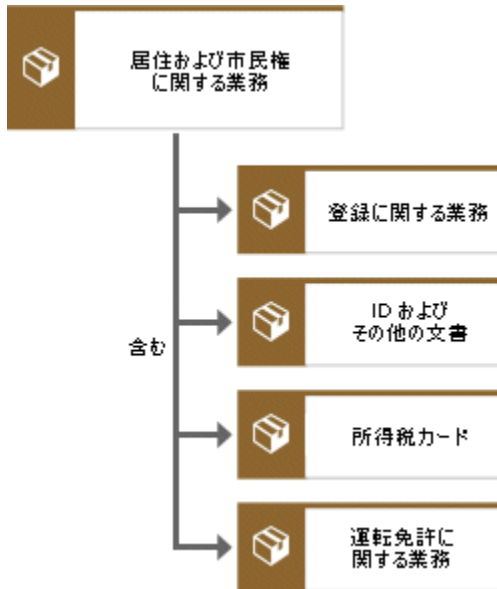 居住および市民権
に関する業務
登録に関する業務
ID および
その他の文書
含む
所得税カード
運転免許に
関する業務